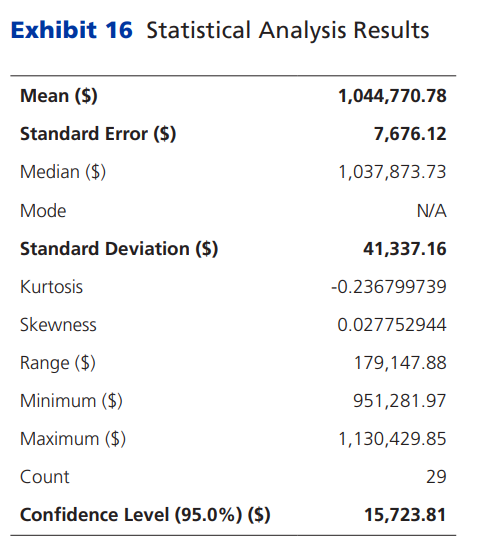 Exhibit 16 Statistical Analysis Results
Mean ($) 1,044,770.78
Standard Error ($) 7,676.12
Median ($) 1,037,873.73
Mode N/A
Standard Deviation ($) 41,337.16
Kurtosis -0.236799739
Skewness 0.027752944
Range ($) 179,147.88
Minimum ($) 951,281.97
Maximum ($) 1,130,429.85
Count 29
Confidence Level (95.0%) ($) 15,723.81